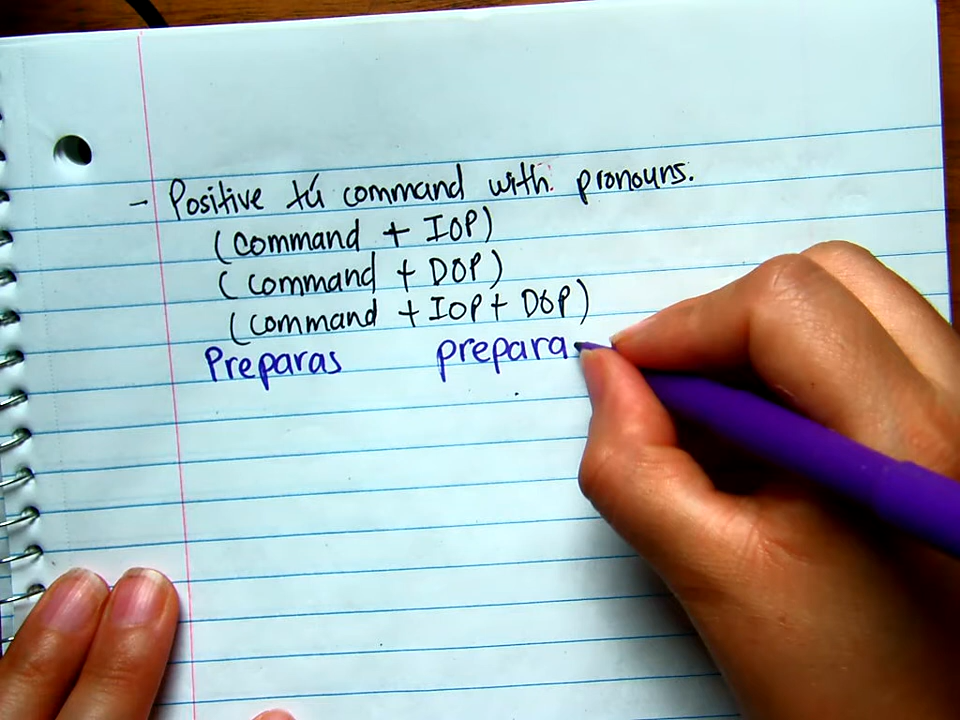 - Positive tú command with pronouns.
(command + IOP)
(command + DOP)
(command + IOP + DOP)
Preparas prepara